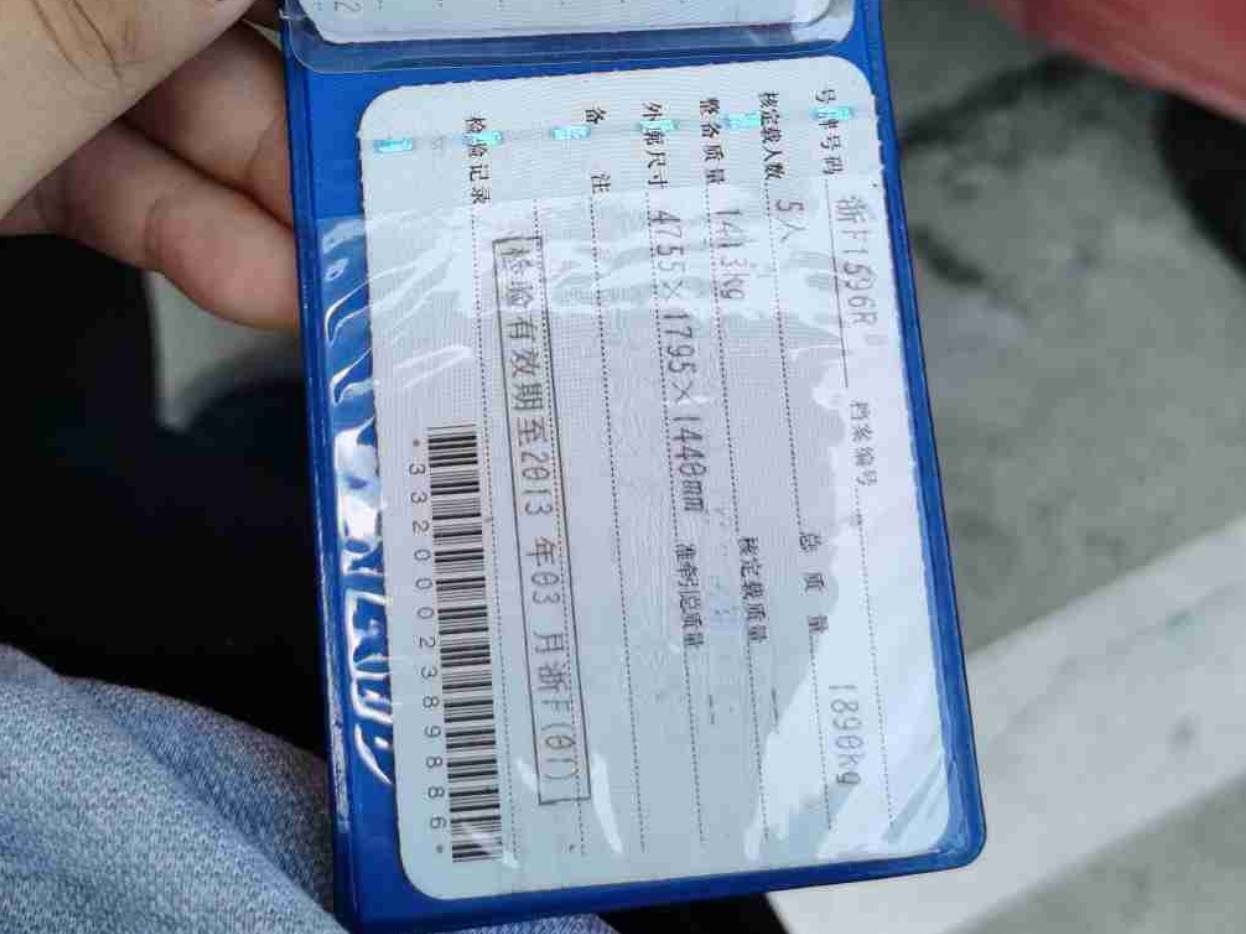 号牌号码 浙F1596R 档案编号
核定载人数 5人 总质量 1890kg
整备质量 1413kg 核定载质量 --
外廓尺寸 4755×1795×1440mm 准牵引总质量 --
备注
检验有效期至2013年03月浙F(01)
检验记录
*3320002389886*